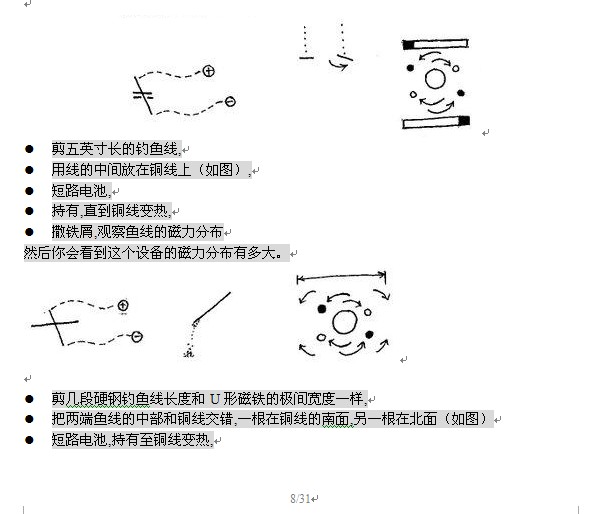 剪五英寸长的钓鱼线,
用线的中间放在铜线上（如图）,
短路电池,
持有,直到铜线变热,
撒铁屑,观察鱼线的磁力分布
然后你会看到这个设备的磁力分布有多大。
剪几段硬钢钓鱼线长度和 U 形磁铁的极间宽度一样,
把两端鱼线的中部和铜线交错,一根在铜线的南面,另一根在北面（如图）
短路电池,持有至铜线变热,
8/31